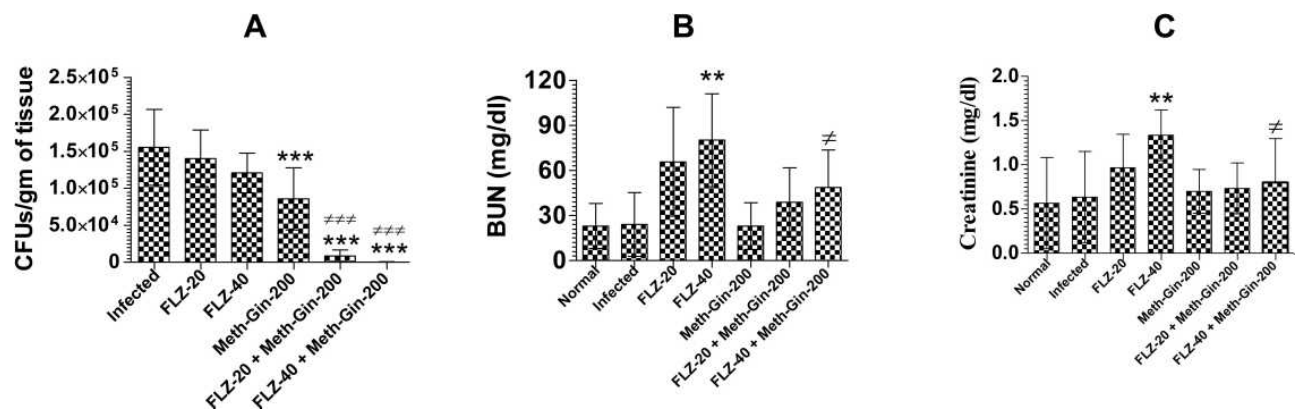 A
CFUs/gm of tissue
2.5×10⁵
2.0×10⁵
1.5×10⁵
1.0×10⁵
5.0×10⁴
0
***
≠≠≠
***
≠≠≠
***
Infected
FLZ-20
FLZ-40
Meth-Gin-200
FLZ-20 + Meth-Gin-200
FLZ-40 + Meth-Gin-200
B
BUN (mg/dl)
120
90
60
30
0
**
≠
Normal
Infected
FLZ-20
FLZ-40
Meth-Gin-200
FLZ-20 + Meth-Gin-200
FLZ-40 + Meth-Gin-200
C
Creatinine (mg/dl)
2.0
1.5
1.0
0.5
0.0
**
≠
Normal
Infected
FLZ-20
FLZ-40
Meth-Gin-200
FLZ-20 + Meth-Gin-200
FLZ-40 + Meth-Gin-200